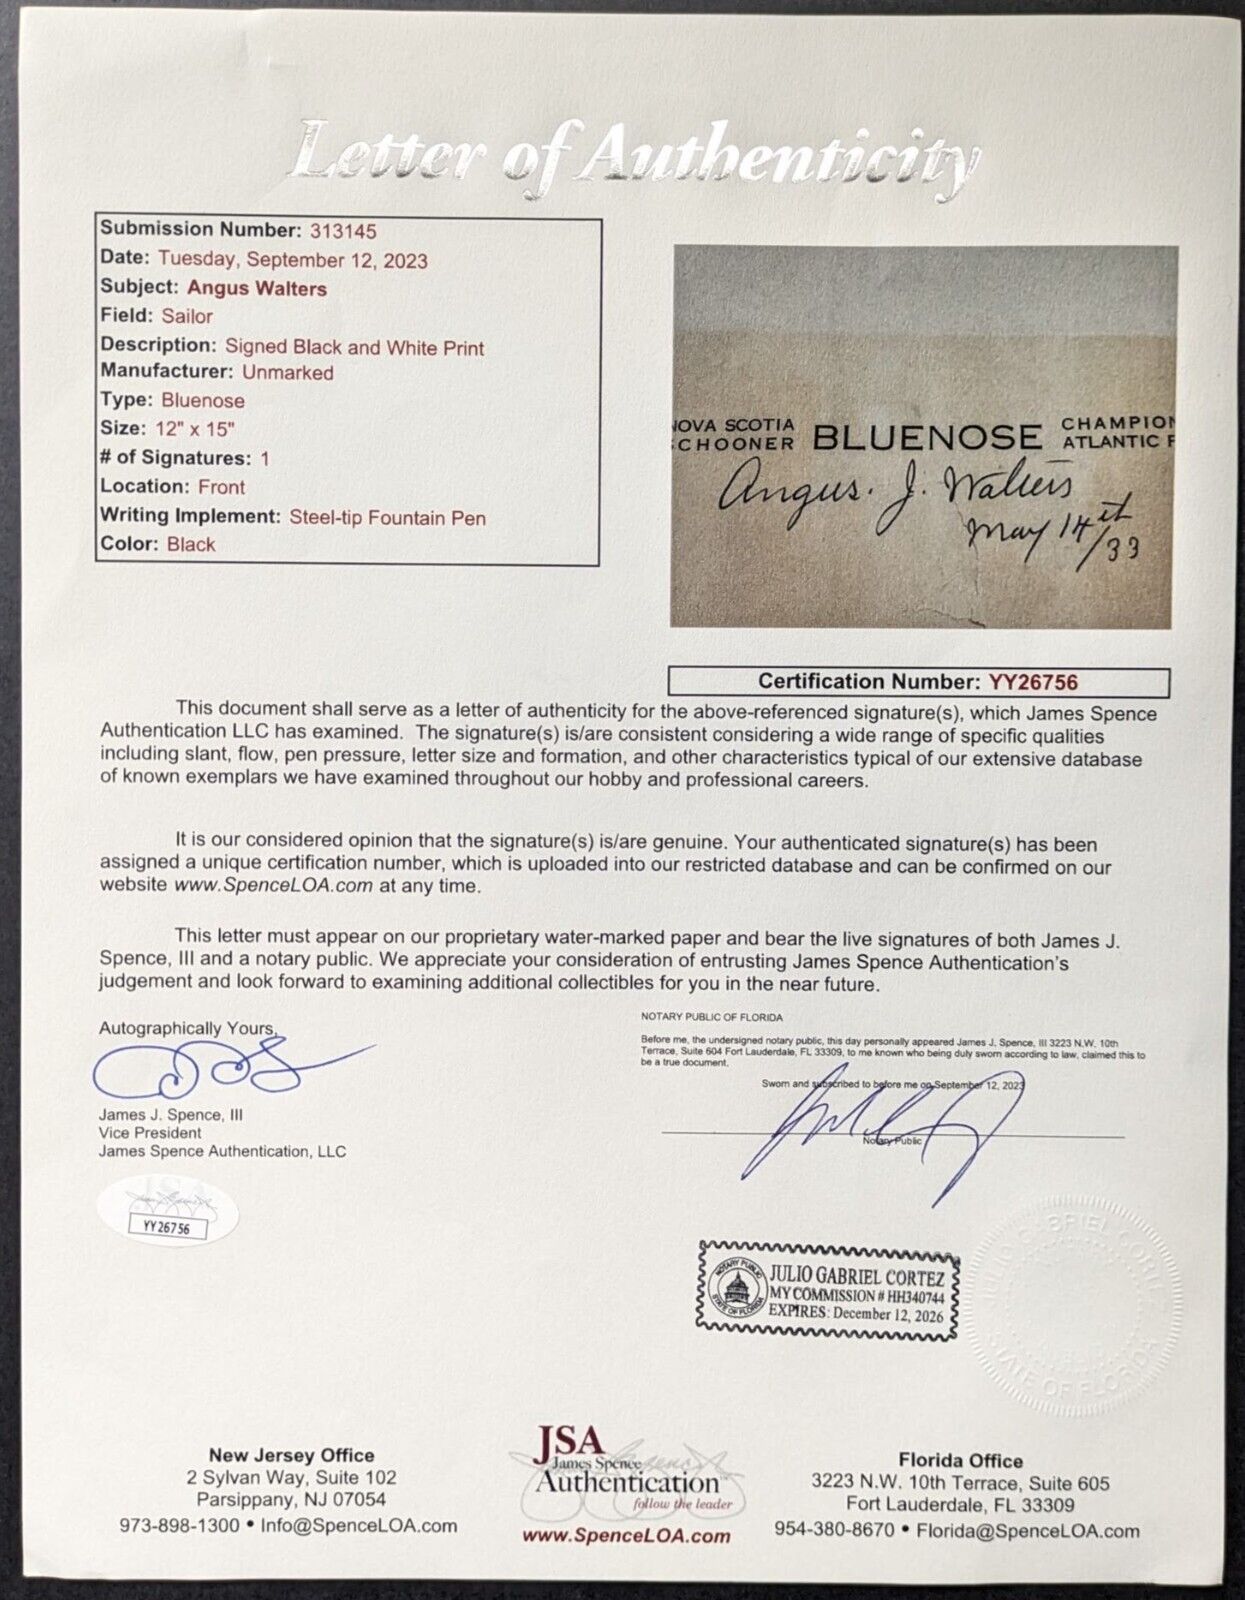 Letter of Authenticity
Submission Number: 313145
Date: Tuesday, September 12, 2023
Subject: Angus Walters
Field: Sailor
Description: Signed Black and White Print
Manufacturer: Unmarked
Type: Bluenose
Size: 12" x 15"
# of Signatures: 1
Location: Front
Writing Implement: Steel-tip Fountain Pen
Color: Black
NOVA SCOTIA
SCHOONER BLUENOSE CHAMPION
ATLANTIC F
Angus. J. Walters
May 14th
/33
Certification Number: YY26756
This document shall serve as a letter of authenticity for the above-referenced signature(s), which James Spence
Authentication LLC has examined. The signature(s) is/are consistent considering a wide range of specific qualities
including slant, flow, pen pressure, letter size and formation, and other characteristics typical of our extensive database
of known exemplars we have examined throughout our hobby and professional careers.
It is our considered opinion that the signature(s) is/are genuine. Your authenticated signature(s) has been
assigned a unique certification number, which is uploaded into our restricted database and can be confirmed on our
website www.SpenceLOA.com at any time.
This letter must appear on our proprietary water-marked paper and bear the live signatures of both James J.
Spence, III and a notary public. We appreciate your consideration of entrusting James Spence Authentication's
judgement and look forward to examining additional collectibles for you in the near future.
Autographically Yours,
James J. Spence, III
Vice President
James Spence Authentication, LLC
YY26756
NOTARY PUBLIC OF FLORIDA
Before me, the undersigned notary public, this day personally appeared James J. Spence, III 3223 N.W. 10th
Terrace, Suite 604 Fort Lauderdale, FL 33309, to me known who being duly sworn according to law, claimed this to
be a true document.
Sworn and subscribed to before me on September 12, 2023
Notary Public
NOTARY PUBLIC
STATE OF FLORIDA
JULIO GABRIEL CORTEZ
MY COMMISSION # HH340744
EXPIRES: December 12, 2026
GABRIEL CORTEZ
STATE OF FLORIDA
New Jersey Office
2 Sylvan Way, Suite 102
Parsippany, NJ 07054
973-898-1300 • Info@SpenceLOA.com
JSA
James Spence
Authentication
follow the leader
www.SpenceLOA.com
Florida Office
3223 N.W. 10th Terrace, Suite 605
Fort Lauderdale, FL 33309
954-380-8670 • Florida@SpenceLOA.com